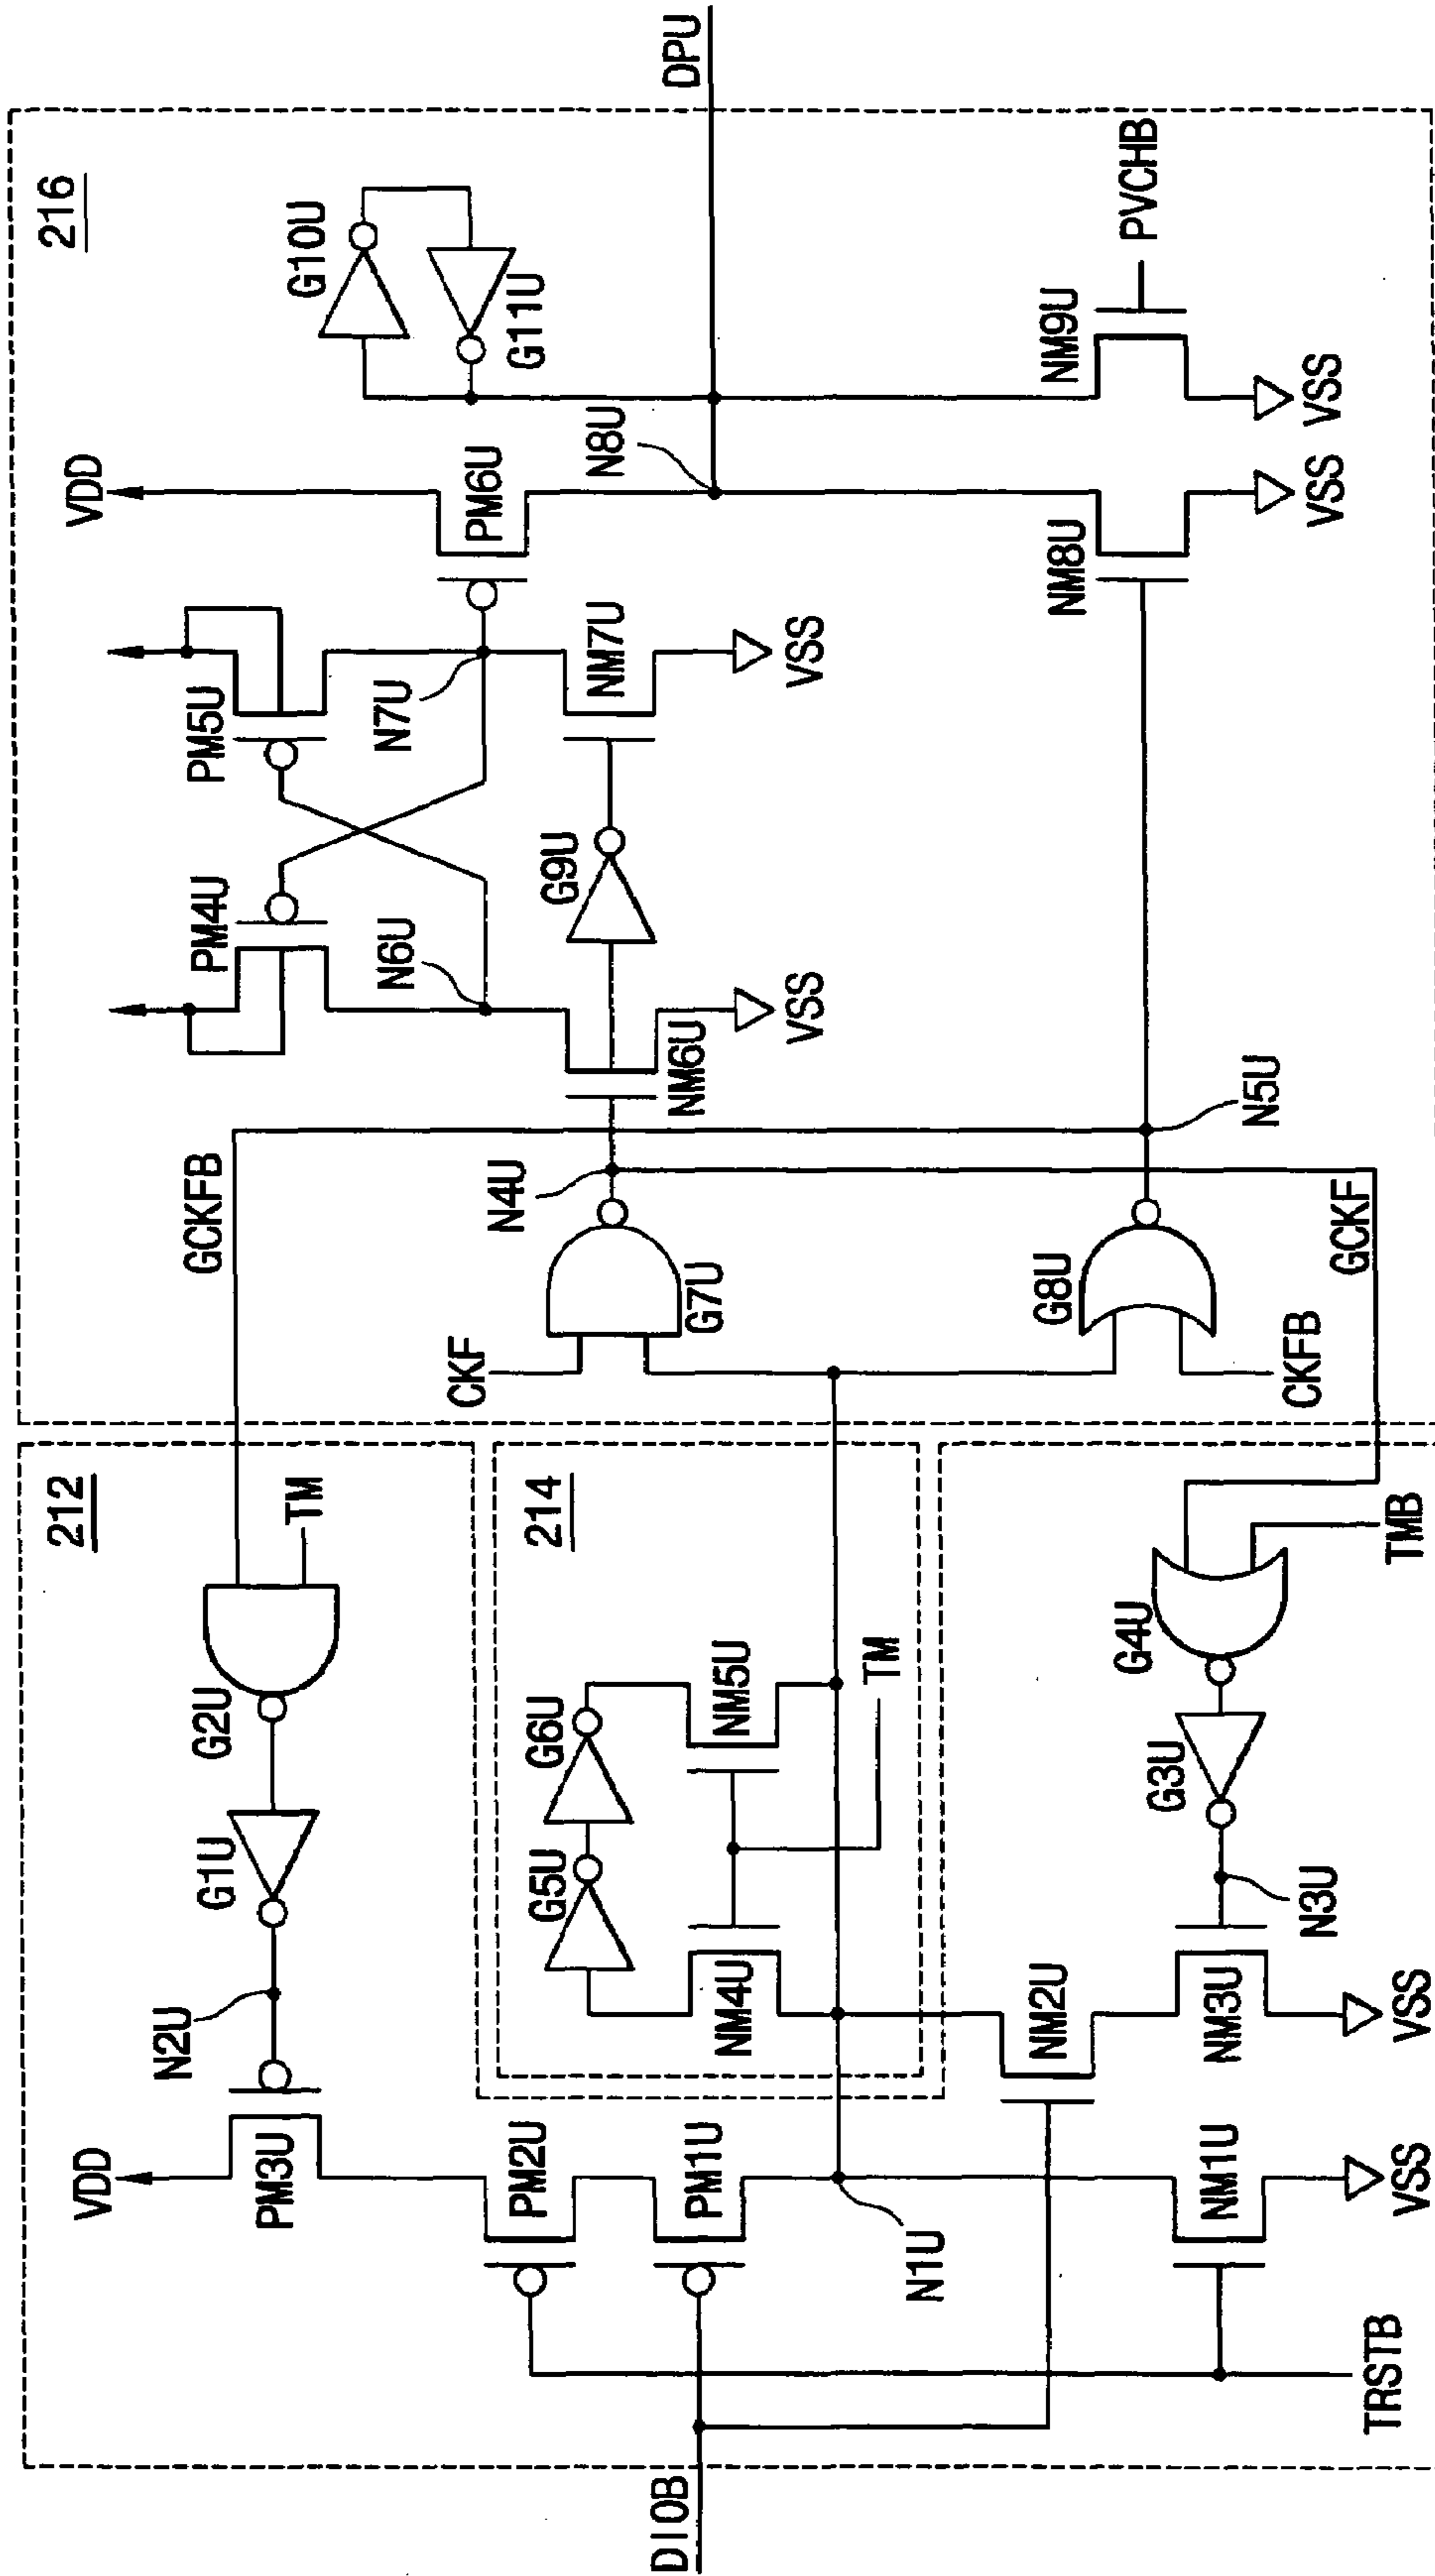 DIOB
TRSTB
212
VDD
PM3U
N2U
G1U
G2U
TM
PM2U
PM1U
N1U
NM1U
VSS
NM2U
NM3U
VSS
N3U
G3U
G4U
TMB
214
G5U
G6U
NM4U
NM5U
TM
216
GCKFB
CKF
G7U
N4U
G8U
CKFB
GCKF
N5U
PM4U
PM5U
N6U
N7U
NM6U
G9U
NM7U
VSS
VSS
VDD
PM6U
N8U
NM8U
VSS
G10U
G11U
NM9U
VSS
PVCHB
DPU